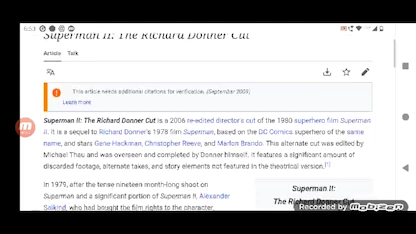 6:53
Superman II: The Richard Donner Cut
Article Talk
This article needs additional citations for verification. (September 2009)
Learn more
Superman II: The Richard Donner Cut is a 2006 re-edited director's cut of the 1980 superhero film Superman
II. It is a sequel to Richard Donner's 1978 film Superman, based on the DC Comics superhero of the same
name, and stars Gene Hackman, Christopher Reeve, and Marlon Brando. This alternate cut was edited by
Michael Thau and was overseen and completed by Donner himself. It features a significant amount of
discarded footage, alternate takes, and story elements not featured in the theatrical version.[1]
In 1979, after the tense nineteen month-long shoot on
Superman and a significant portion of Superman II, Alexander
Salkind, who had bought the film rights to the character,
Superman II:
The Richard Donner Cut
Recorded by Mobizen